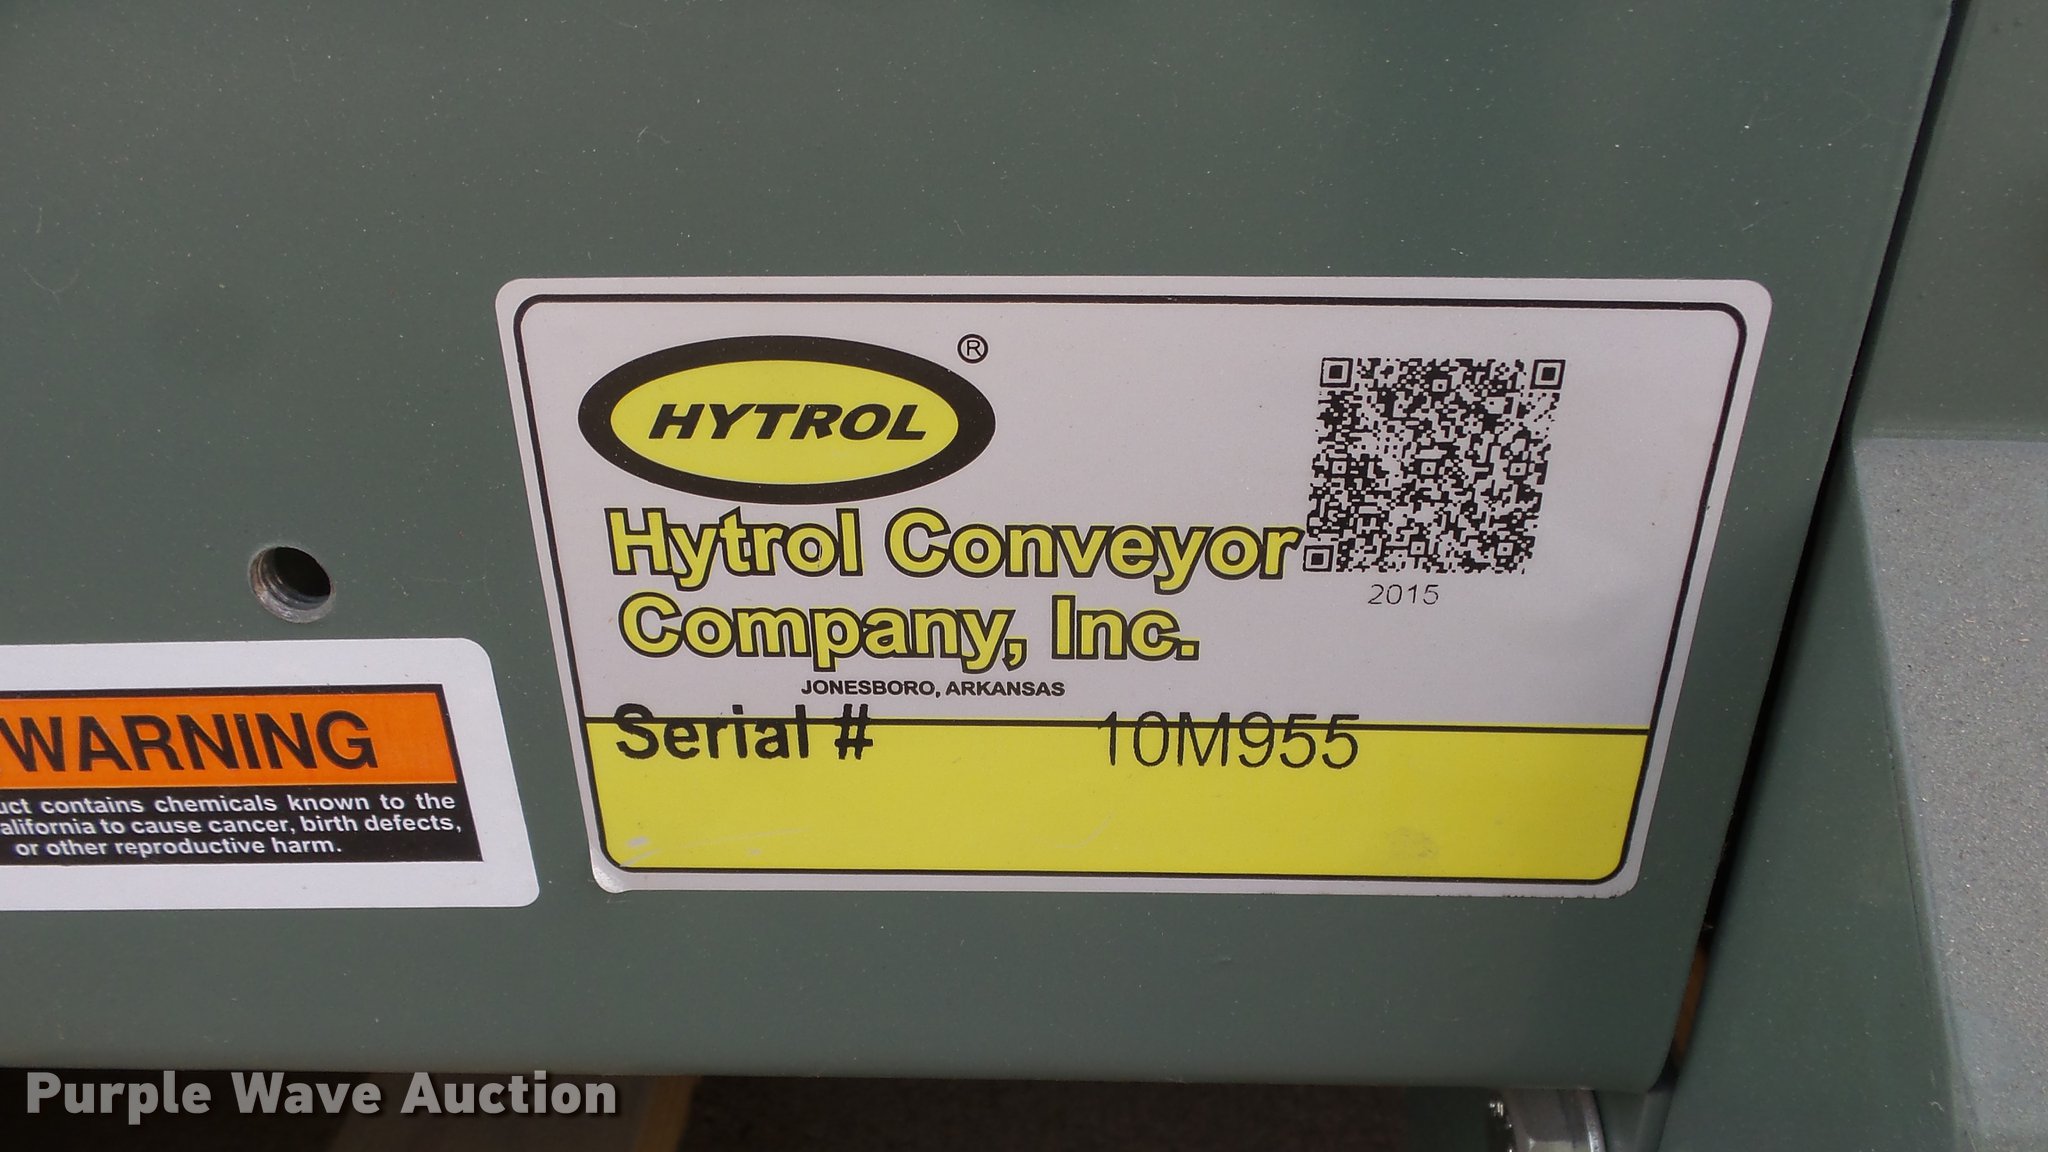 HYTROL ®
Hytrol Conveyor
Company, Inc.
2015
JONESBORO, ARKANSAS
Serial # 10M955
WARNING
uct contains chemicals known to the
alifornia to cause cancer, birth defects,
or other reproductive harm.
Purple Wave Auction